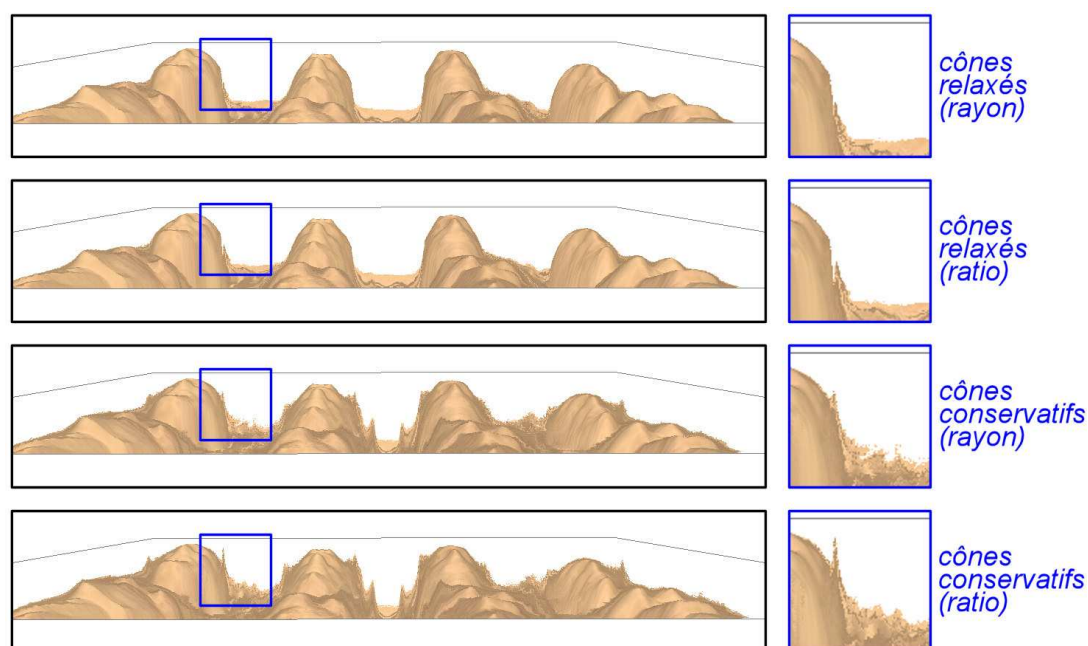 cônes
relaxés
(rayon)
cônes
relaxés
(ratio)
cônes
conservatifs
(rayon)
cônes
conservatifs
(ratio)